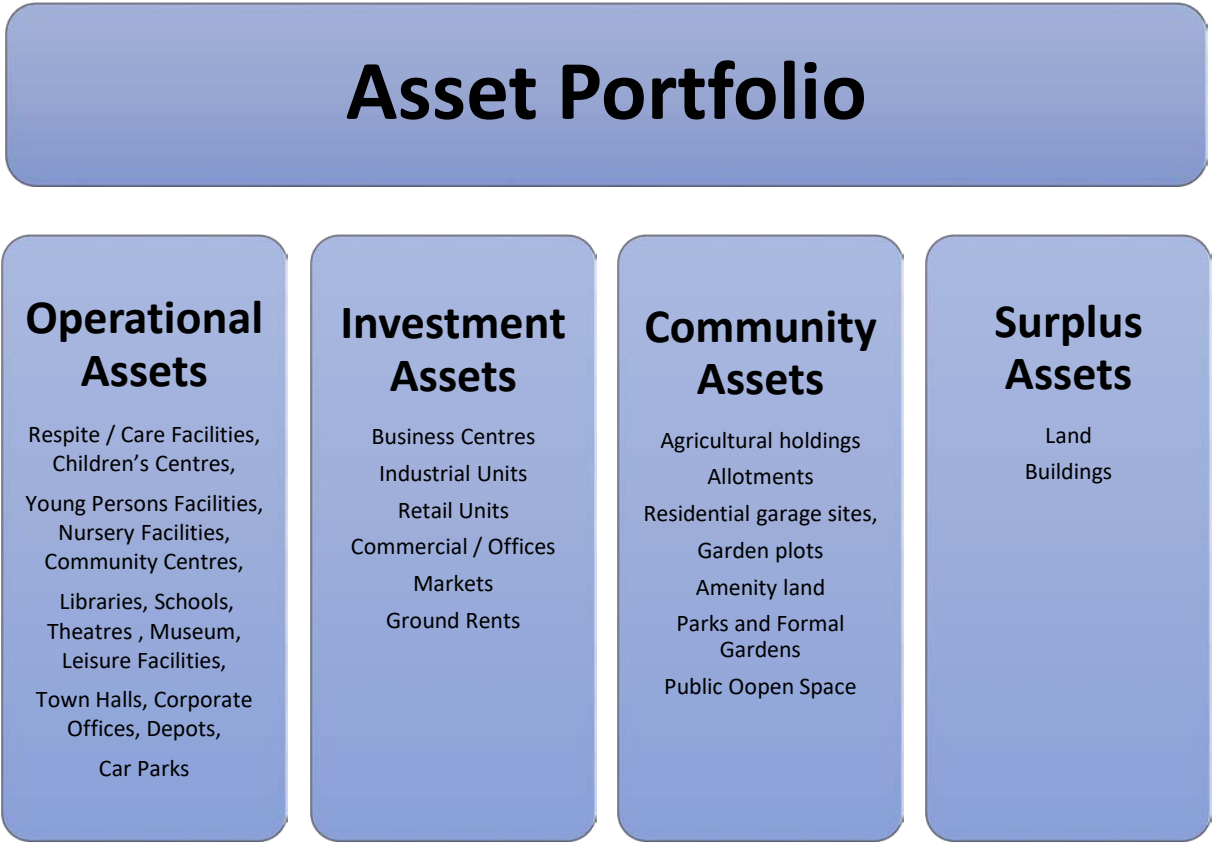 Asset Portfolio
Operational
Assets
Respite / Care Facilities,
Children’s Centres,
Young Persons Facilities,
Nursery Facilities,
Community Centres,
Libraries, Schools,
Theatres , Museum,
Leisure Facilities,
Town Halls, Corporate
Offices, Depots,
Car Parks
Investment
Assets
Business Centres
Industrial Units
Retail Units
Commercial / Offices
Markets
Ground Rents
Community
Assets
Agricultural holdings
Allotments
Residential garage sites,
Garden plots
Amenity land
Parks and Formal
Gardens
Public Oopen Space
Surplus
Assets
Land
Buildings